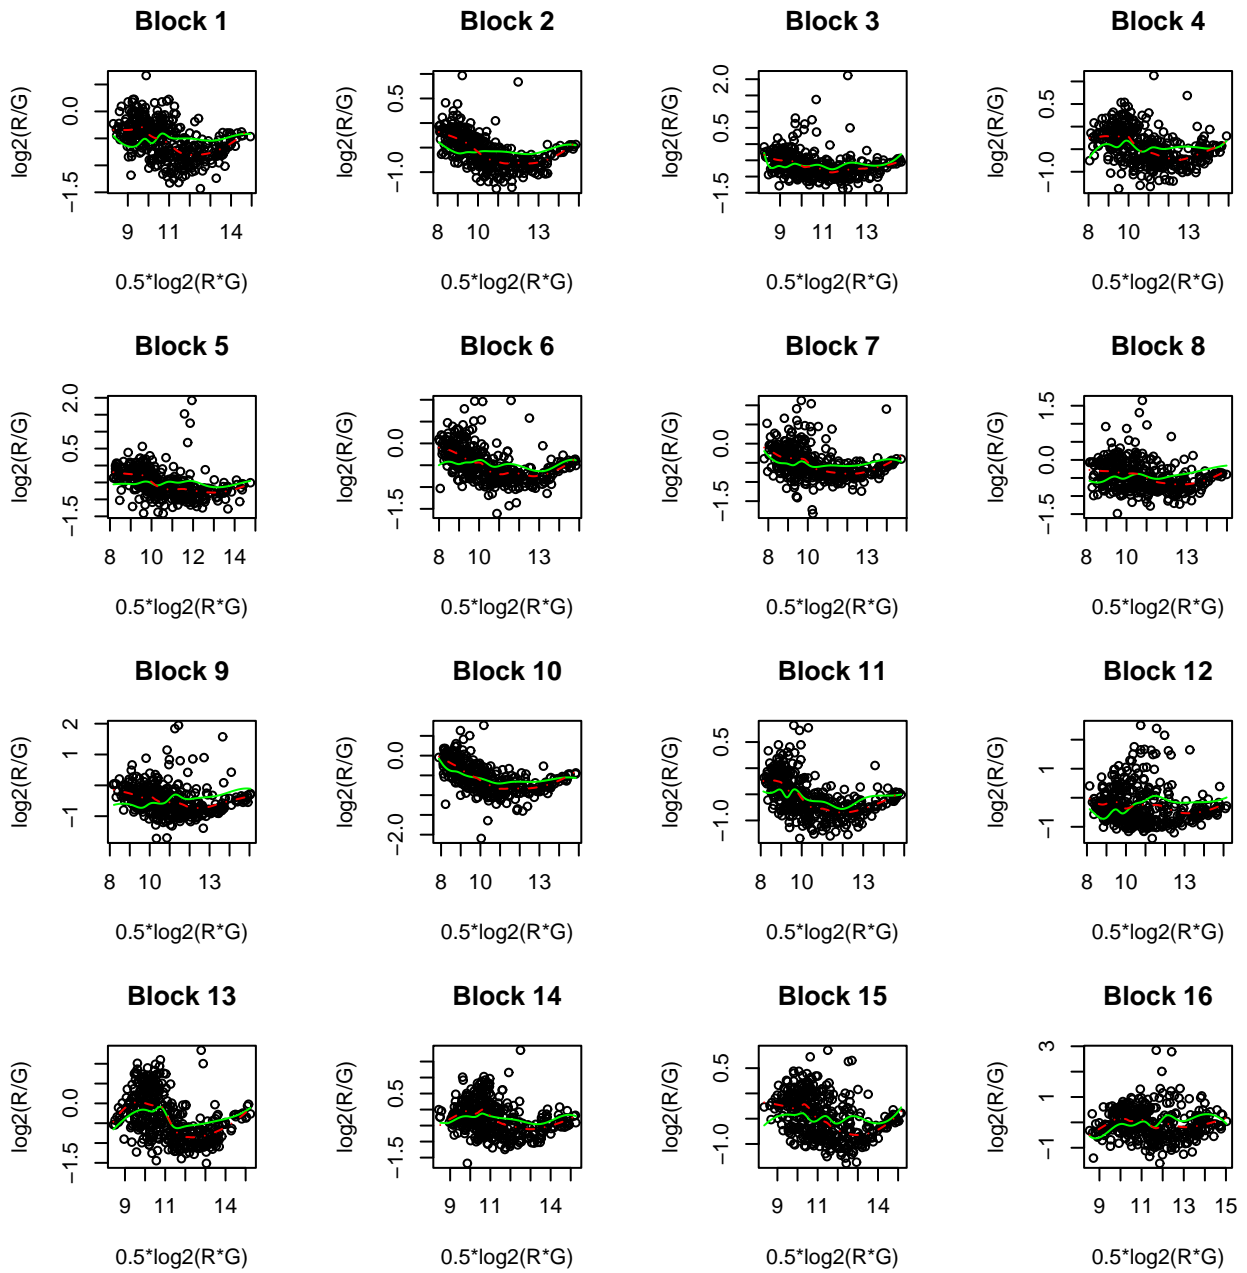 Block 1 Block 2 Block 3 Block 4
log2(R/G) −1.5 0.0 log2(R/G) −1.0 0.5 log2(R/G) −1.5 0.5 2.0 log2(R/G) −1.0 0.5
9 11 14 8 10 13 9 11 14 8 10 13
0.5*log2(R*G) 0.5*log2(R*G) 0.5*log2(R*G) 0.5*log2(R*G)
Block 5 Block 6 Block 7 Block 8
log2(R/G) −1.5 0.5 2.0 log2(R/G) −1.5 0.0 log2(R/G) −1.5 0.0 log2(R/G) −1.5 0.0 1.5
8 10 12 14 8 10 13 8 10 13 8 10 13
0.5*log2(R*G) 0.5*log2(R*G) 0.5*log2(R*G) 0.5*log2(R*G)
Block 9 Block 10 Block 11 Block 12
log2(R/G) −1 1 2 log2(R/G) −2.0 0.0 log2(R/G) −1.0 0.5 log2(R/G) −1 1
8 10 13 8 10 13 8 10 13 8 10 13
0.5*log2(R*G) 0.5*log2(R*G) 0.5*log2(R*G) 0.5*log2(R*G)
Block 13 Block 14 Block 15 Block 16
log2(R/G) −1.5 0.0 log2(R/G) −1.5 0.5 log2(R/G) −1.0 0.5 log2(R/G) −1 1 3
9 11 14 9 11 14 9 11 14 9 11 13 15
0.5*log2(R*G) 0.5*log2(R*G) 0.5*log2(R*G) 0.5*log2(R*G)